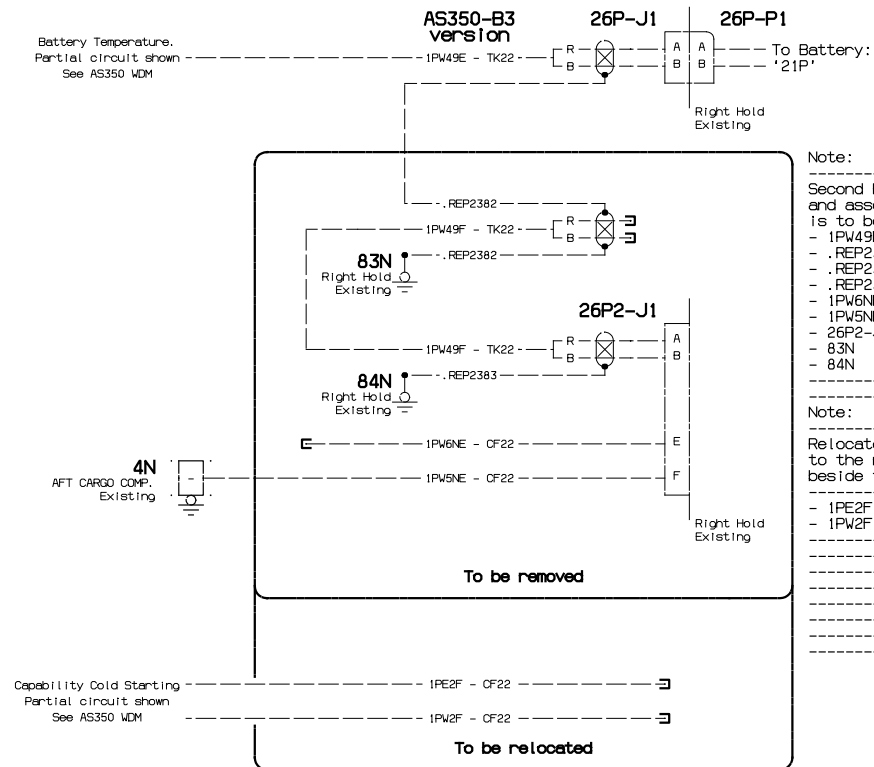 AS350-B3
version
26P-J1
26P-P1
Battery Temperature.
Partial circuit shown
See AS350 WDM
1PW49E - TK22
R
B
A
B
A
B
To Battery:
'21P'
Right Hold
Existing
.REP2382
1PW49F - TK22
R
B
.REP2382
83N
Right Hold
Existing
26P2-J1
1PW49F - TK22
R
B
A
B
.REP2383
84N
Right Hold
Existing
1PW6NE - CF22
E
4N
AFT CARGO COMP.
Existing
-
1PW5NE - CF22
F
Right Hold
Existing
To be removed
Capability Cold Starting
Partial circuit shown
See AS350 WDM
1PE2F - CF22
1PW2F - CF22
To be relocated
Note:
Second
and
is to
-
- .REP2
- .REP2
- .REP2
- 1PW6N
- 1PW5N
- 26P2-
- 83N
- 84N
Note:
to the
beside
- 1PE2F
- 1PW2F